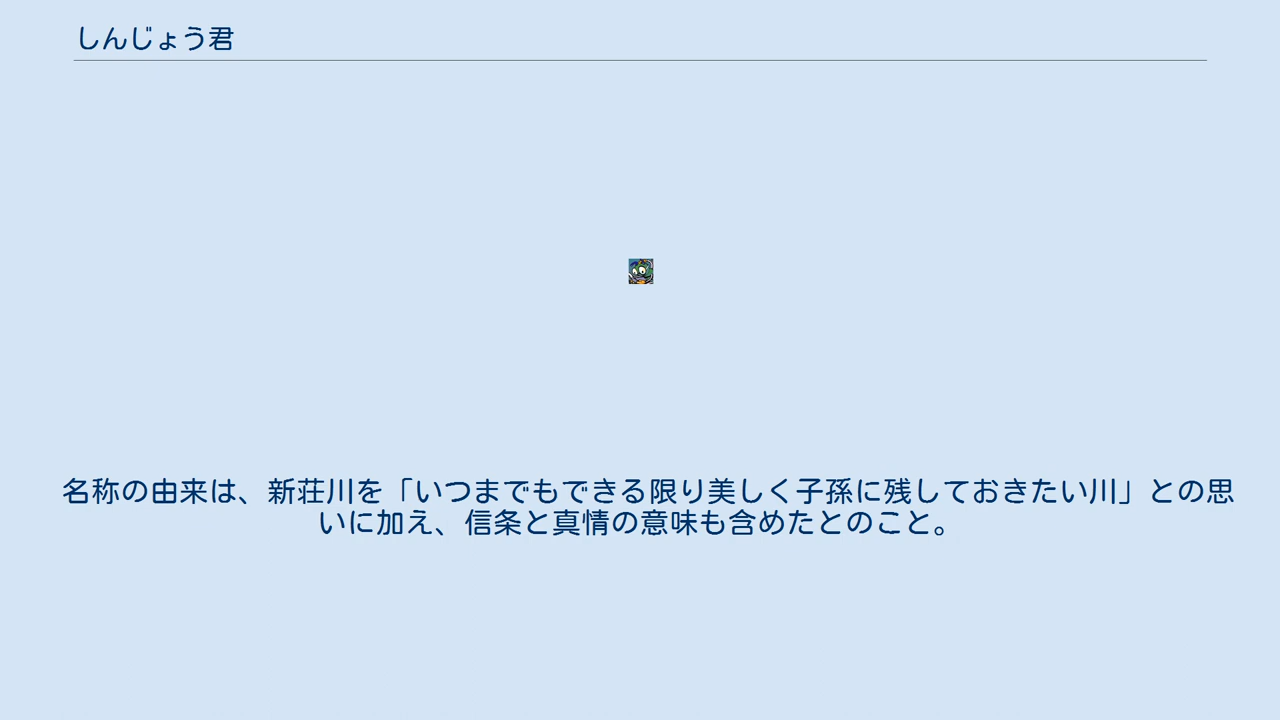 しんじょう君
名称の由来は、新荘川を「いつまでもできる限り美しく子孫に残しておきたい川」との思
いに加え、信条と真情の意味も含めたとのこと。